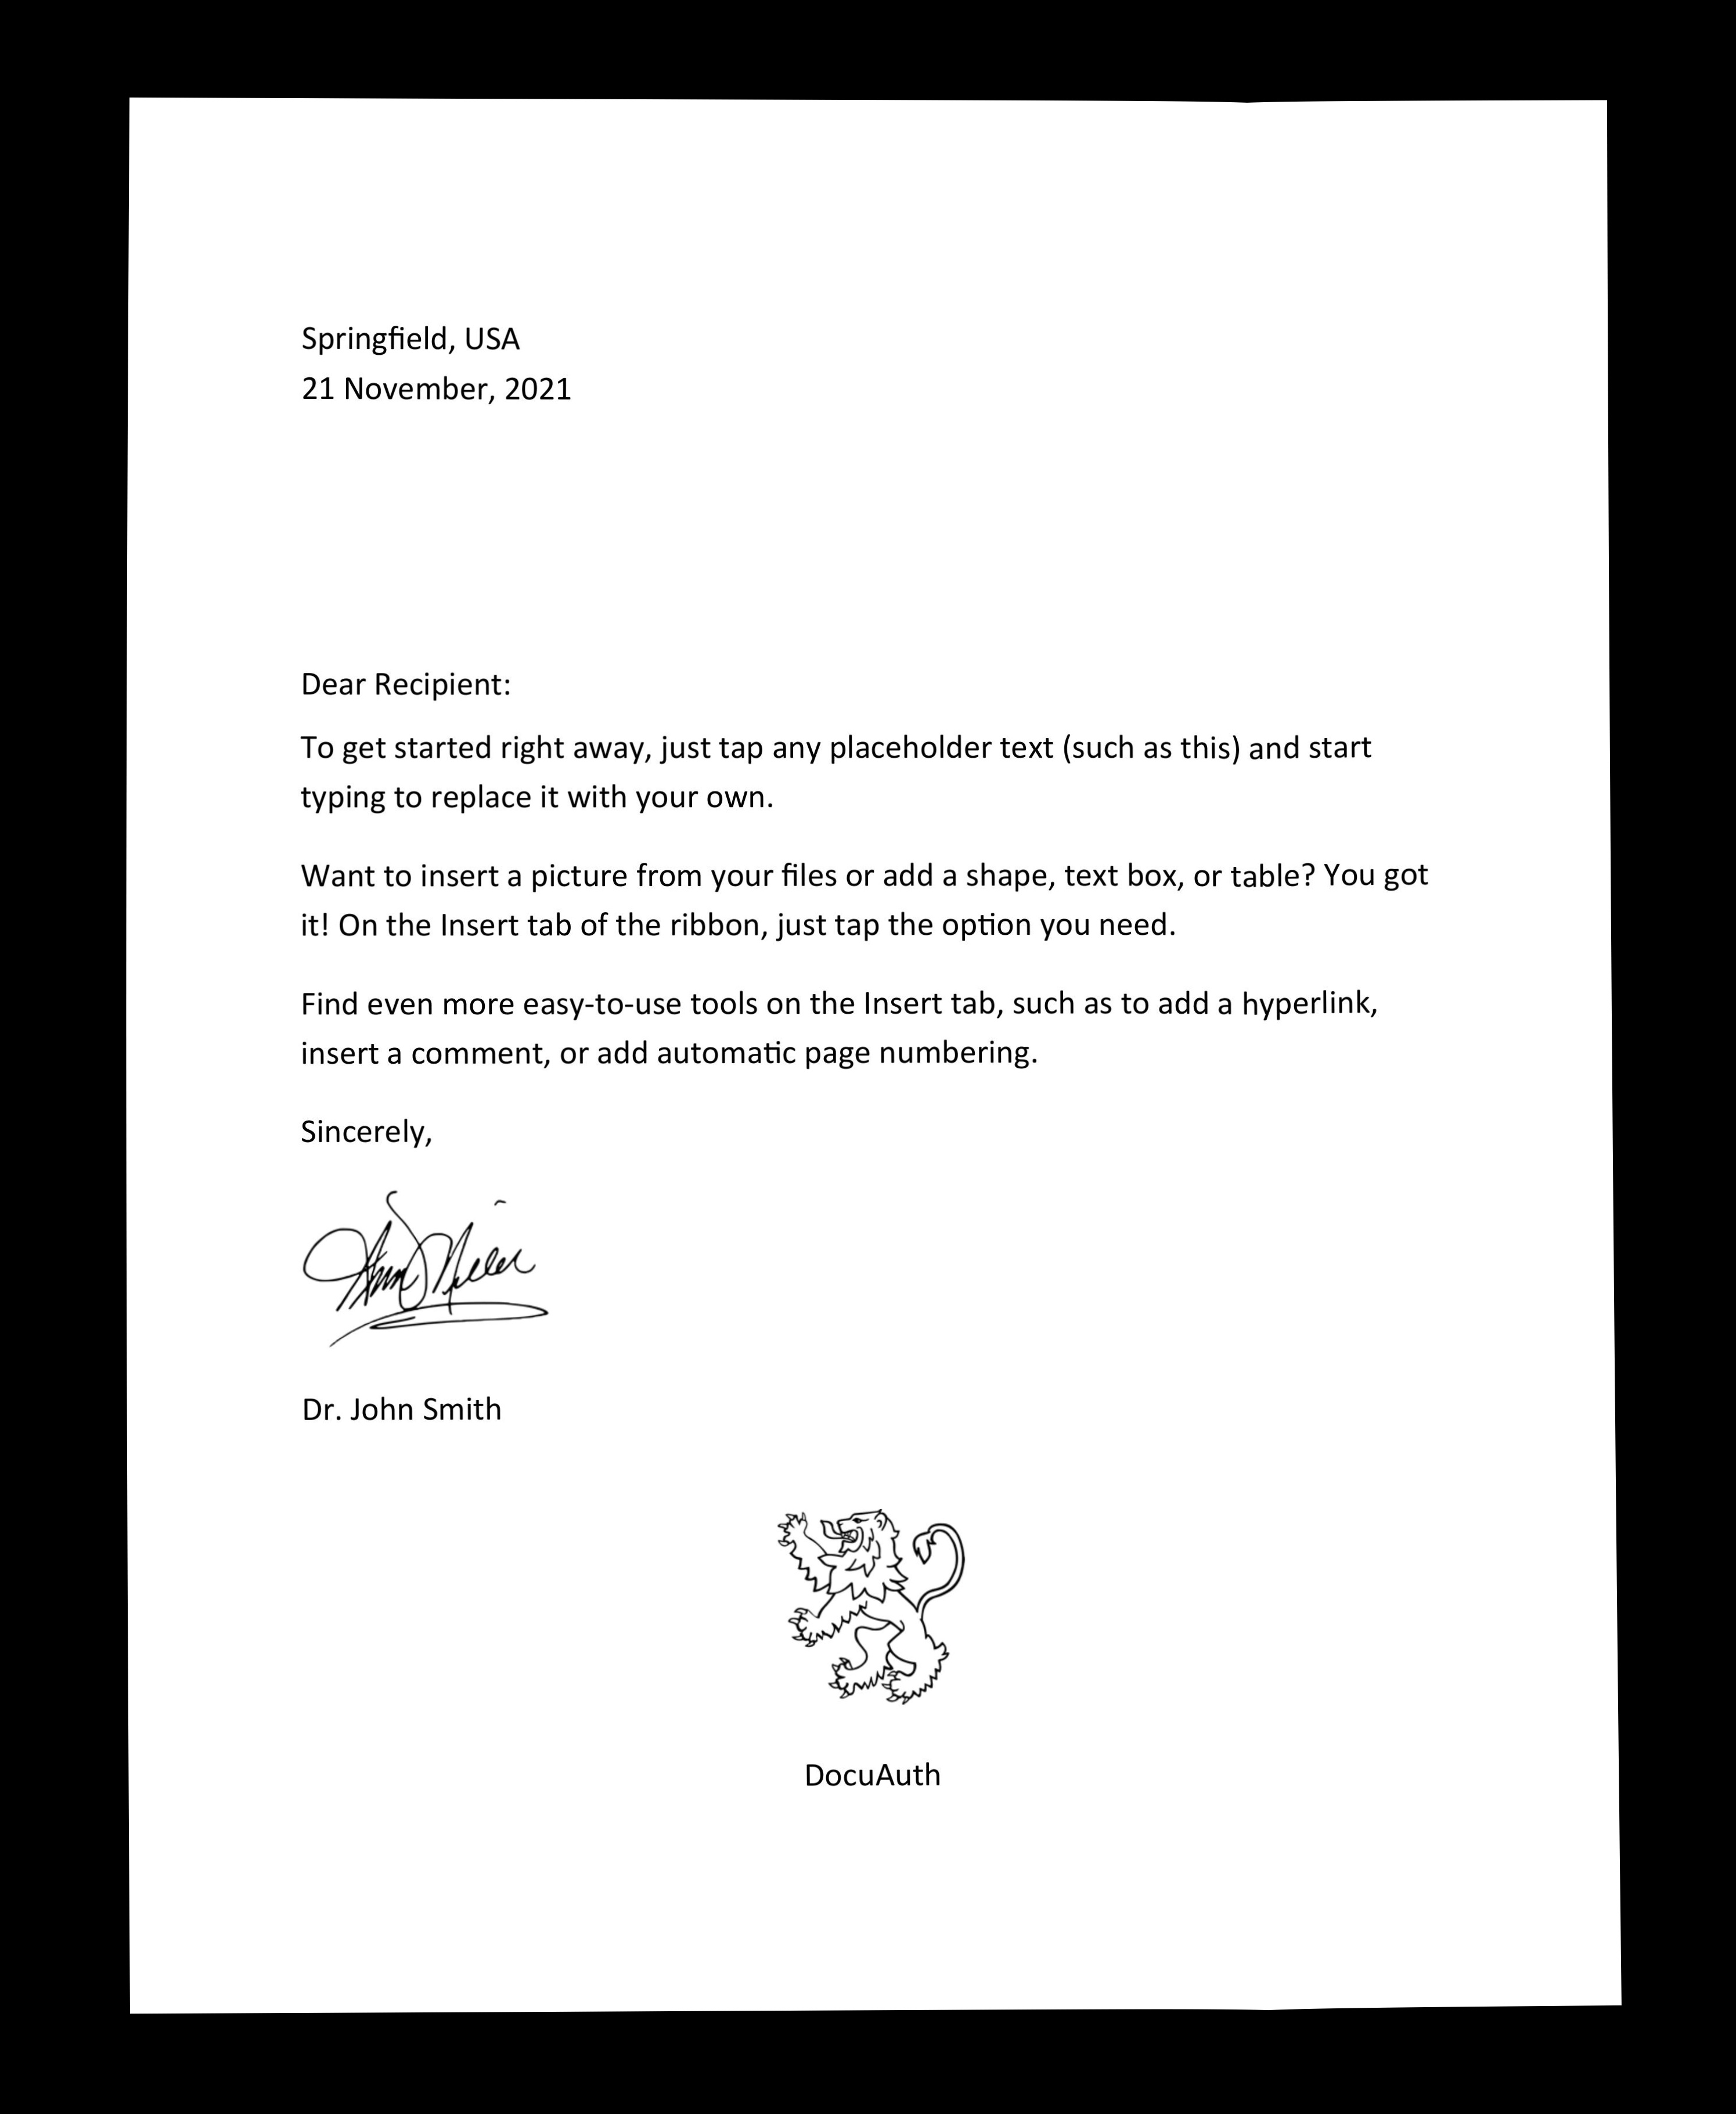 Springfield, USA
21 November, 2021
Dear Recipient:
To get started right away, just tap any placeholder text (such as this) and start
typing to replace it with your own.
Want to insert a picture from your files or add a shape, text box, or table? You got
it! On the Insert tab of the ribbon, just tap the option you need.
Find even more easy-to-use tools on the Insert tab, such as to add a hyperlink,
insert a comment, or add automatic page numbering.
Sincerely,
Dr. John Smith
DocuAuth